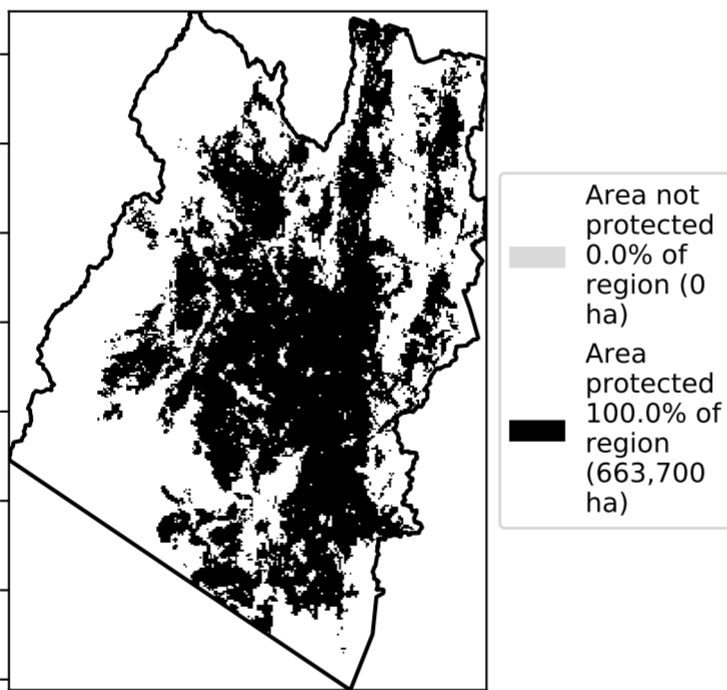 Area not
protected
0.0% of
region (0
ha)
Area
protected
100.0% of
region
(663,700
ha)